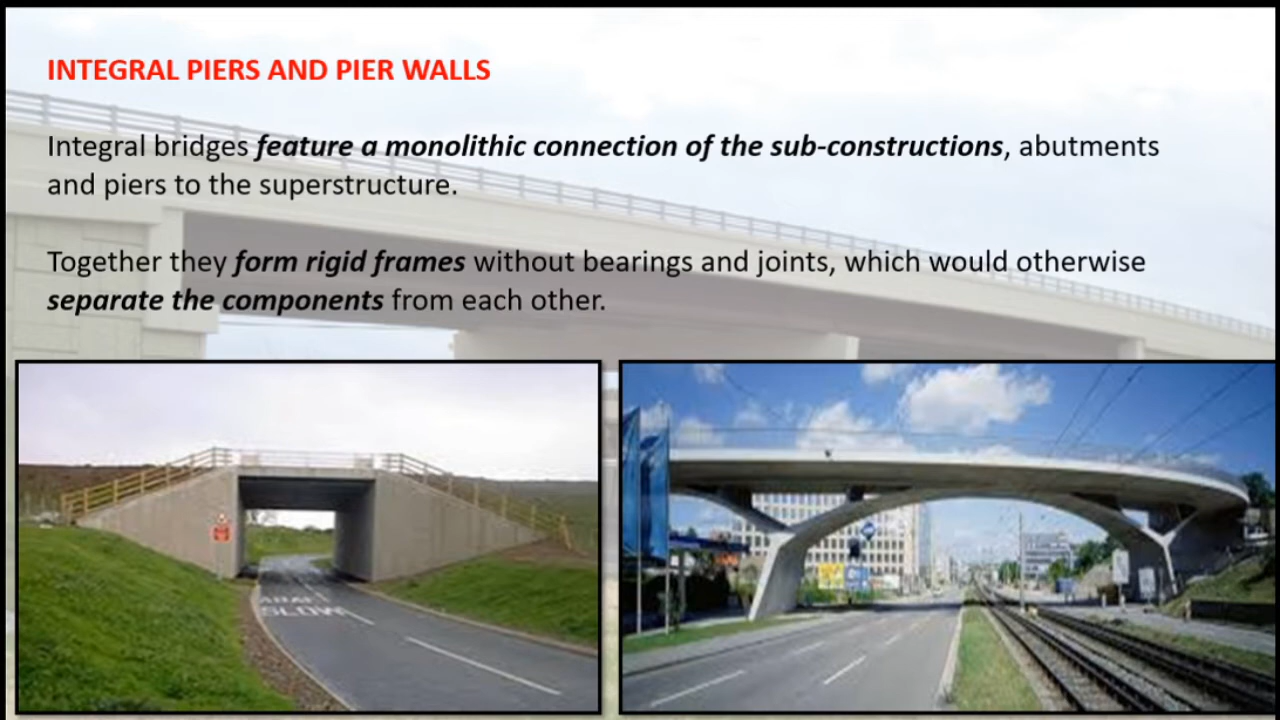 INTEGRAL PIERS AND PIER WALLS
Integral bridges feature a monolithic connection of the sub-constructions, abutments
and piers to the superstructure.
Together they form rigid frames without bearings and joints, which would otherwise
separate the components from each other.
SLOW